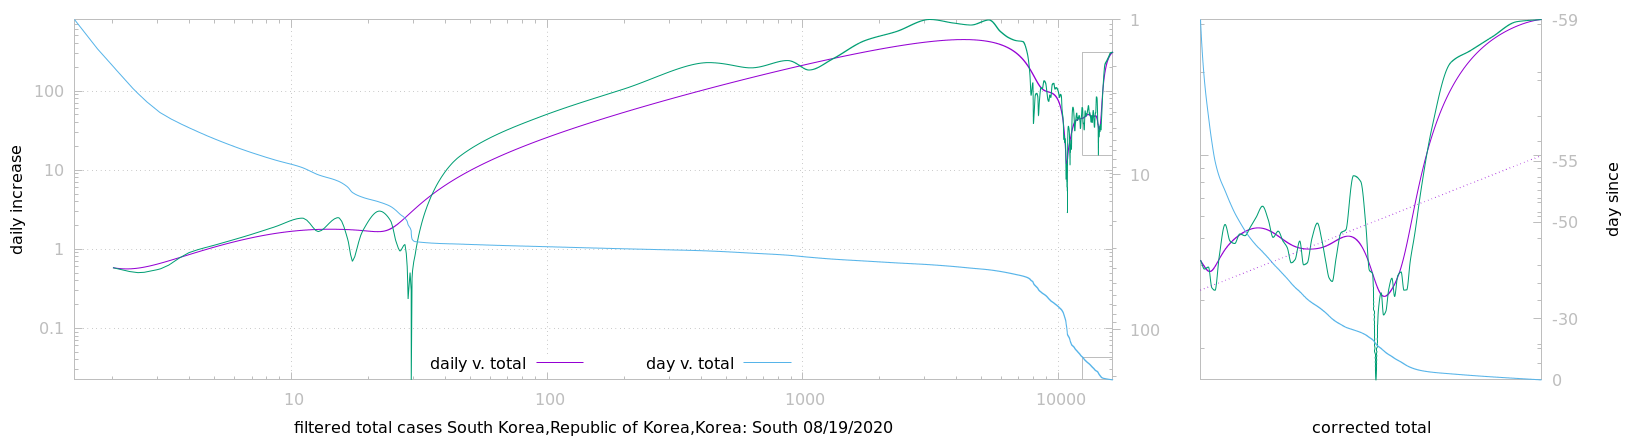 daily increase
100
10
1
0.1
10
100
1000
10000
1
10
100
daily v. total
day v. total
filtered total cases South Korea,Republic of Korea,Korea: South 08/19/2020
-59
-55
-50
-30
0
day since
corrected total